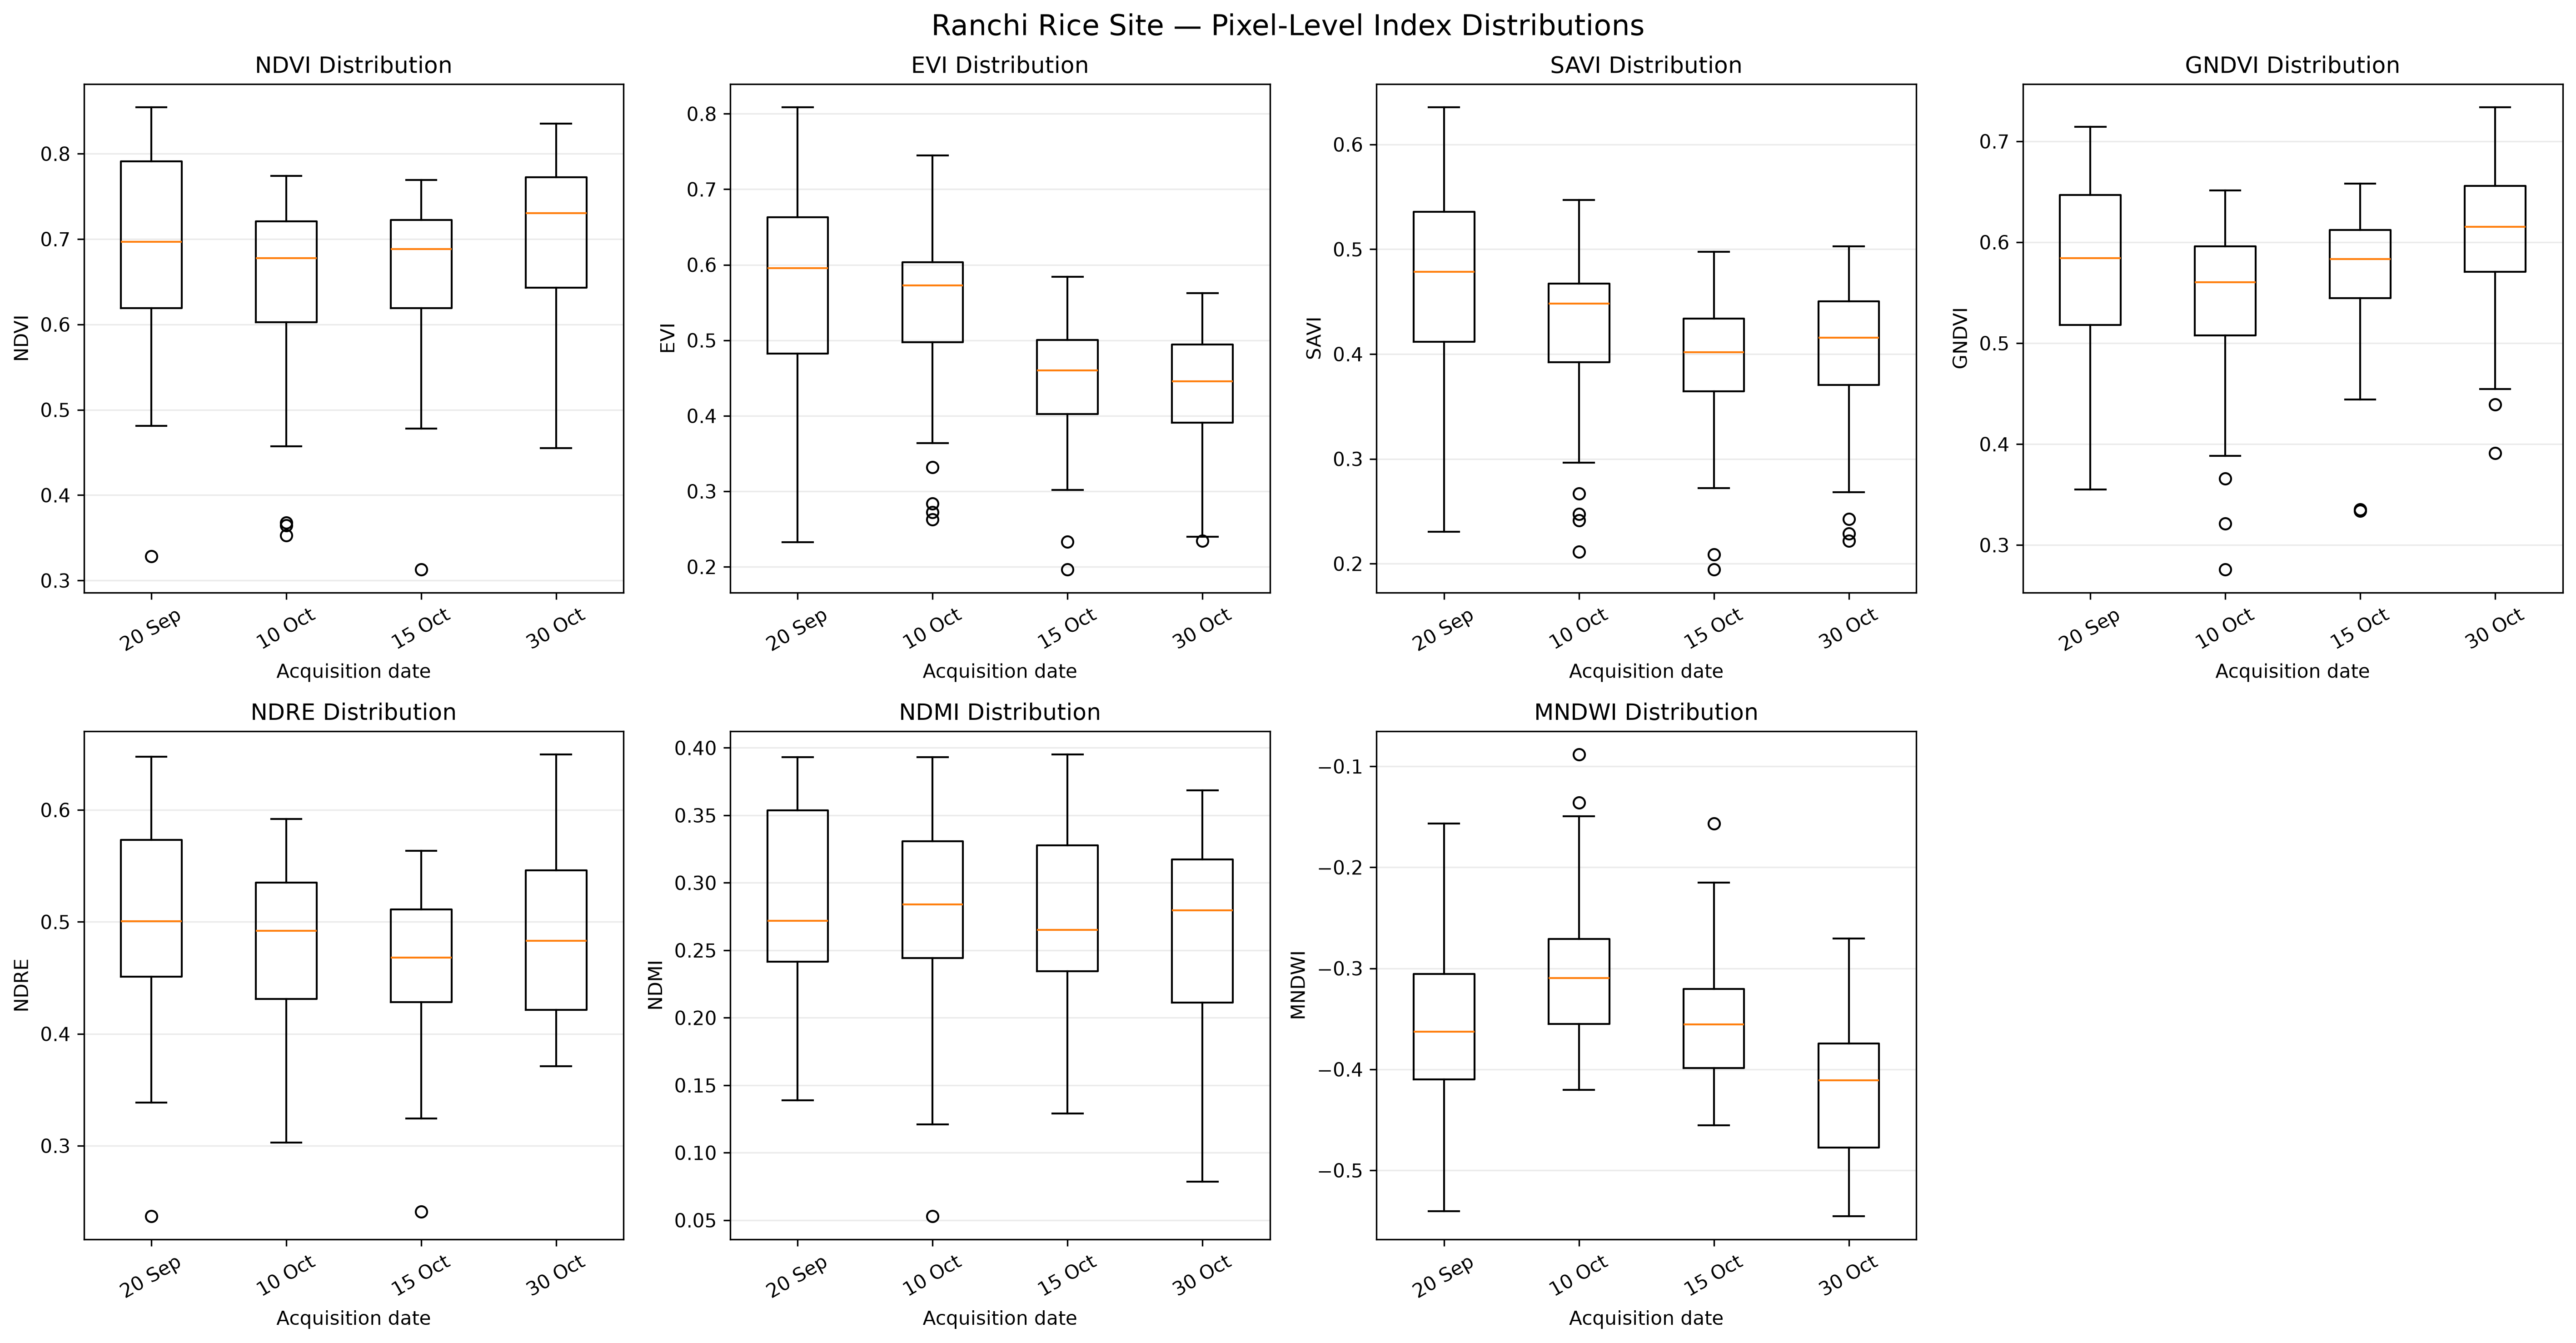 Ranchi Rice Site — Pixel-Level Index Distributions
NDVI Distribution
NDVI
0.8
0.7
0.6
0.5
0.4
0.3
20 Sep
10 Oct
15 Oct
30 Oct
Acquisition date
EVI Distribution
EVI
0.8
0.7
0.6
0.5
0.4
0.3
0.2
20 Sep
10 Oct
15 Oct
30 Oct
Acquisition date
SAVI Distribution
SAVI
0.6
0.5
0.4
0.3
0.2
20 Sep
10 Oct
15 Oct
30 Oct
Acquisition date
GNDVI Distribution
GNDVI
0.7
0.6
0.5
0.4
0.3
20 Sep
10 Oct
15 Oct
30 Oct
Acquisition date
NDRE Distribution
NDRE
0.6
0.5
0.4
0.3
20 Sep
10 Oct
15 Oct
30 Oct
Acquisition date
NDMI Distribution
NDMI
0.40
0.35
0.30
0.25
0.20
0.15
0.10
0.05
20 Sep
10 Oct
15 Oct
30 Oct
Acquisition date
MNDWI Distribution
MNDWI
−0.1
−0.2
−0.3
−0.4
−0.5
20 Sep
10 Oct
15 Oct
30 Oct
Acquisition date